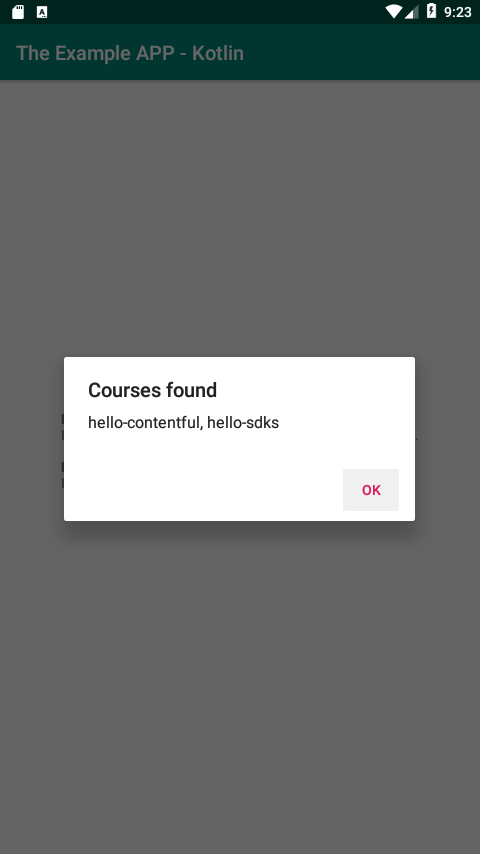 9:23
The Example APP - Kotlin
Courses found
hello-contentful, hello-sdks
OK